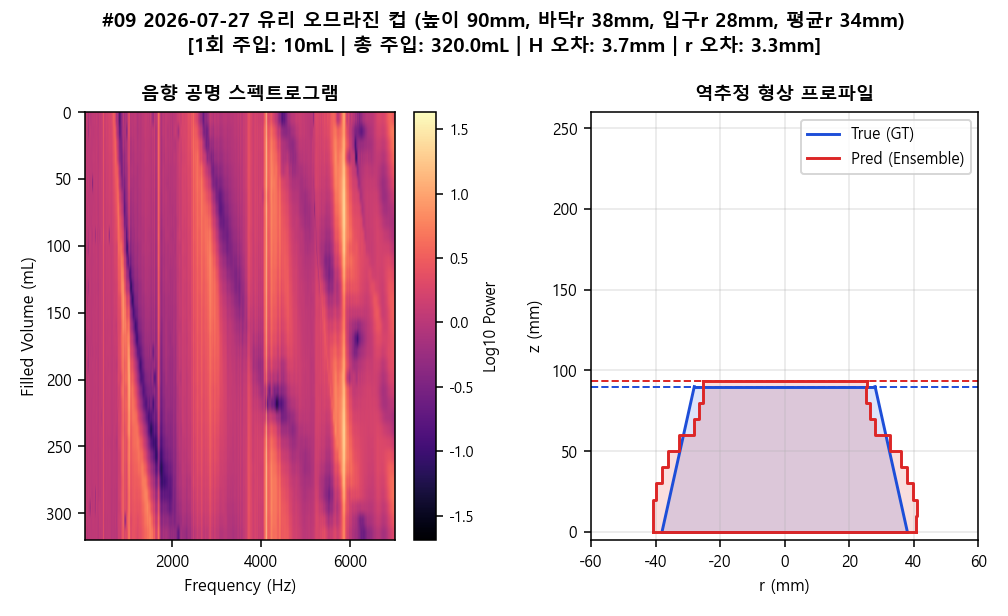 #09 2026-07-27 유리 오므라진 컵 (높이 90mm, 바닥r 38mm, 입구r 28mm, 평균r 34mm)
[1회 주입: 10mL | 총 주입: 320.0mL | H 오차: 3.7mm | r 오차: 3.3mm]
음향 공명 스펙트로그램
0
50
100
150
200
250
300
Filled Volume (mL)
2000
4000
6000
Frequency (Hz)
1.5
1.0
0.5
0.0
-0.5
-1.0
-1.5
Log10 Power
역추정 형상 프로파일
True (GT)
Pred (Ensemble)
250
200
150
100
50
0
z (mm)
-60
-40
-20
0
20
40
60
r (mm)